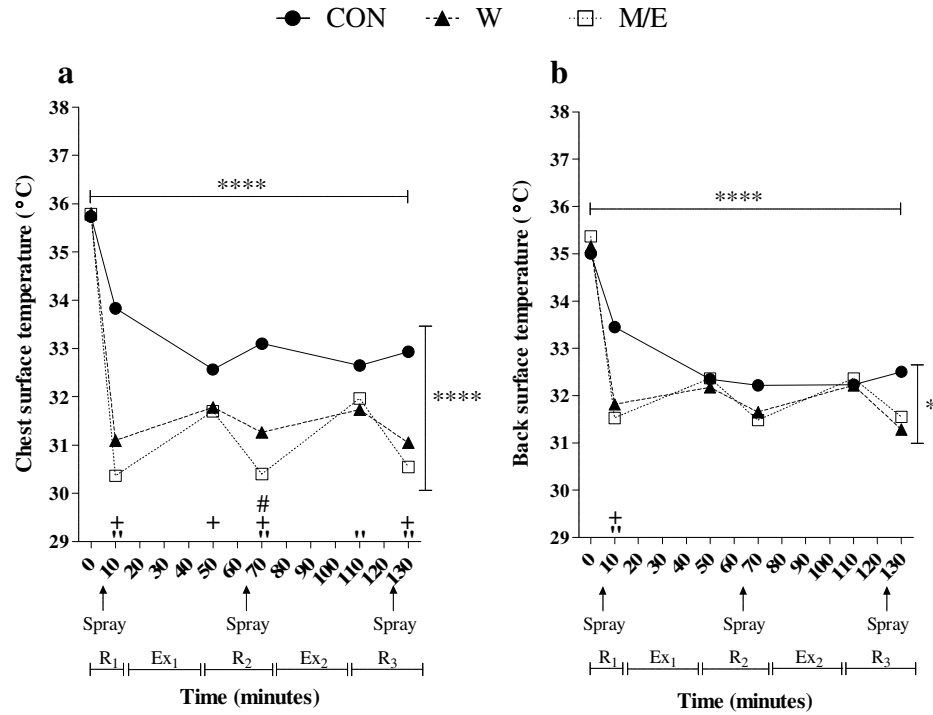 CON W M/E
a
Chest surface temperature (°C)
38
37
36
35
34
33
32
31
30
29
****
****
+ '' + # + '' '' + ''
0 10 20 30 40 50 60 70 80 90 100 110 120 130
Spray Spray Spray
R1 Ex1 R2 Ex2 R3
Time (minutes)
b
Back surface temperature (°C)
38
37
36
35
34
33
32
31
30
29
****
*
+ ''
0 10 20 30 40 50 60 70 80 90 100 110 120 130
Spray Spray Spray
R1 Ex1 R2 Ex2 R3
Time (minutes)